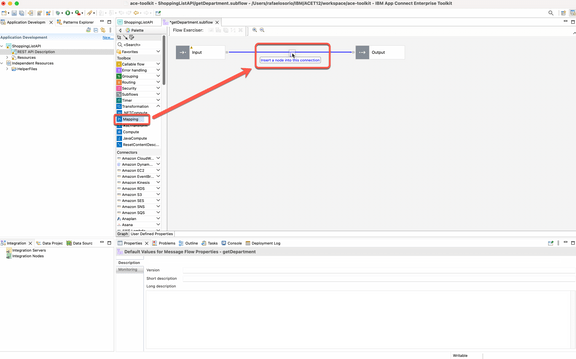 ace-toolkit - ShoppingListAPI/getDepartment.subflow - /Users/rafaelosorio/IBM/ACET12/workspace/ace-toolkit - IBM App Connect Enterprise Toolkit
Application Development
Patterns Explorer
ShoppingListAPI
*getDepartment.subflow
Application Development
New...
ShoppingListAPI
REST API Description
Resources
Independent Resources
HelperFiles
Palette
<Search>
Favorites
Toolbox
Callable flow
Error handling
Grouping
Routing
Security
Subflows
Timer
Transformation
.NETCompute
Mapping
Compute
JavaCompute
ResetContentDesc...
Connectors
Amazon CloudW...
Amazon Dynam...
Amazon EC2
Amazon EventBr...
Amazon Kinesis
Amazon RDS
Amazon S3
Amazon SES
Amazon SNS
Amazon SQS
Anaplan
Asana
Flow Exerciser:
Input
Insert a node into this connection
Output
Graph
User Defined Properties
Integration
Data Projec
Data Sourc
Integration Servers
Integration Nodes
Properties
Problems
Outline
Tasks
Console
Deployment Log
Default Values for Message Flow Properties - getDepartment
Description
Monitoring
Version
Short description
Long description
Writable